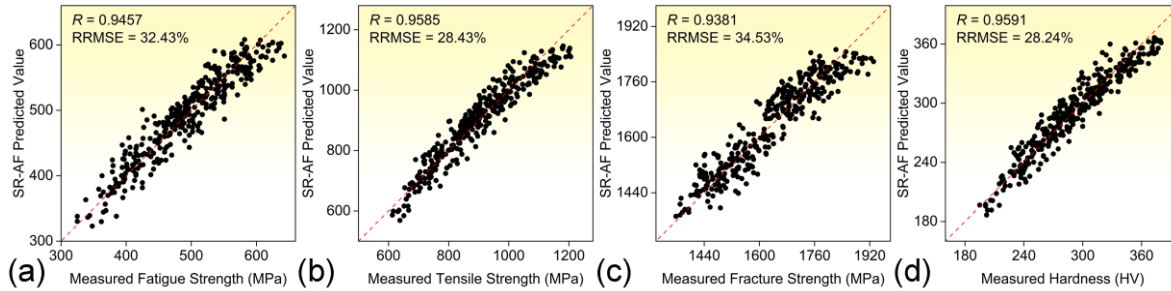 R = 0.9457
RRMSE = 32.43%
SR-AF Predicted Value
600
500
400
300
300
400
500
600
(a)
Measured Fatigue Strength (MPa)
R = 0.9585
RRMSE = 28.43%
SR-AF Predicted Value
1200
1000
800
600
600
800
1000
1200
(b)
Measured Tensile Strength (MPa)
R = 0.9381
RRMSE = 34.53%
SR-AF Predicted Value
1920
1760
1600
1440
1440
1600
1760
1920
(c)
Measured Fracture Strength (MPa)
R = 0.9591
RRMSE = 28.24%
SR-AF Predicted Value
360
300
240
180
180
240
300
360
(d)
Measured Hardness (HV)